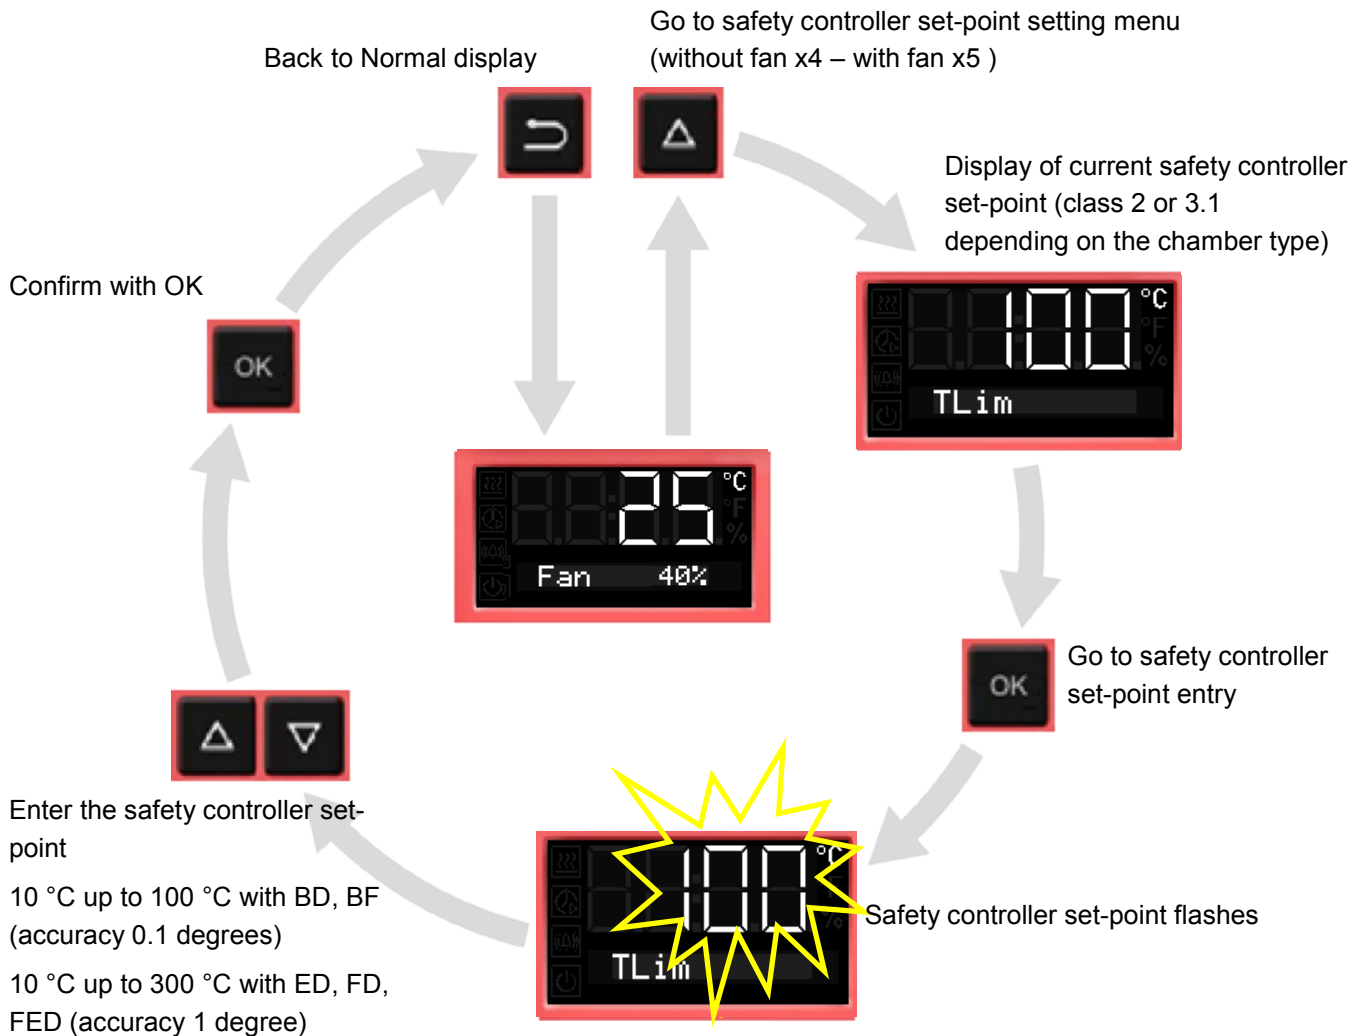 Go to safety controller set-point setting menu
(without fan x4 – with fan x5 )
Back to Normal display
Display of current safety controller
set-point (class 2 or 3.1
depending on the chamber type)
100 °C
°F
%
TLim
Confirm with OK
OK
25 °C
°F
%
Fan 40%
Go to safety controller
set-point entry
OK
Enter the safety controller set-
point
10 °C up to 100 °C with BD, BF
(accuracy 0.1 degrees)
10 °C up to 300 °C with ED, FD,
FED (accuracy 1 degree)
100 °C
TLim
Safety controller set-point flashes